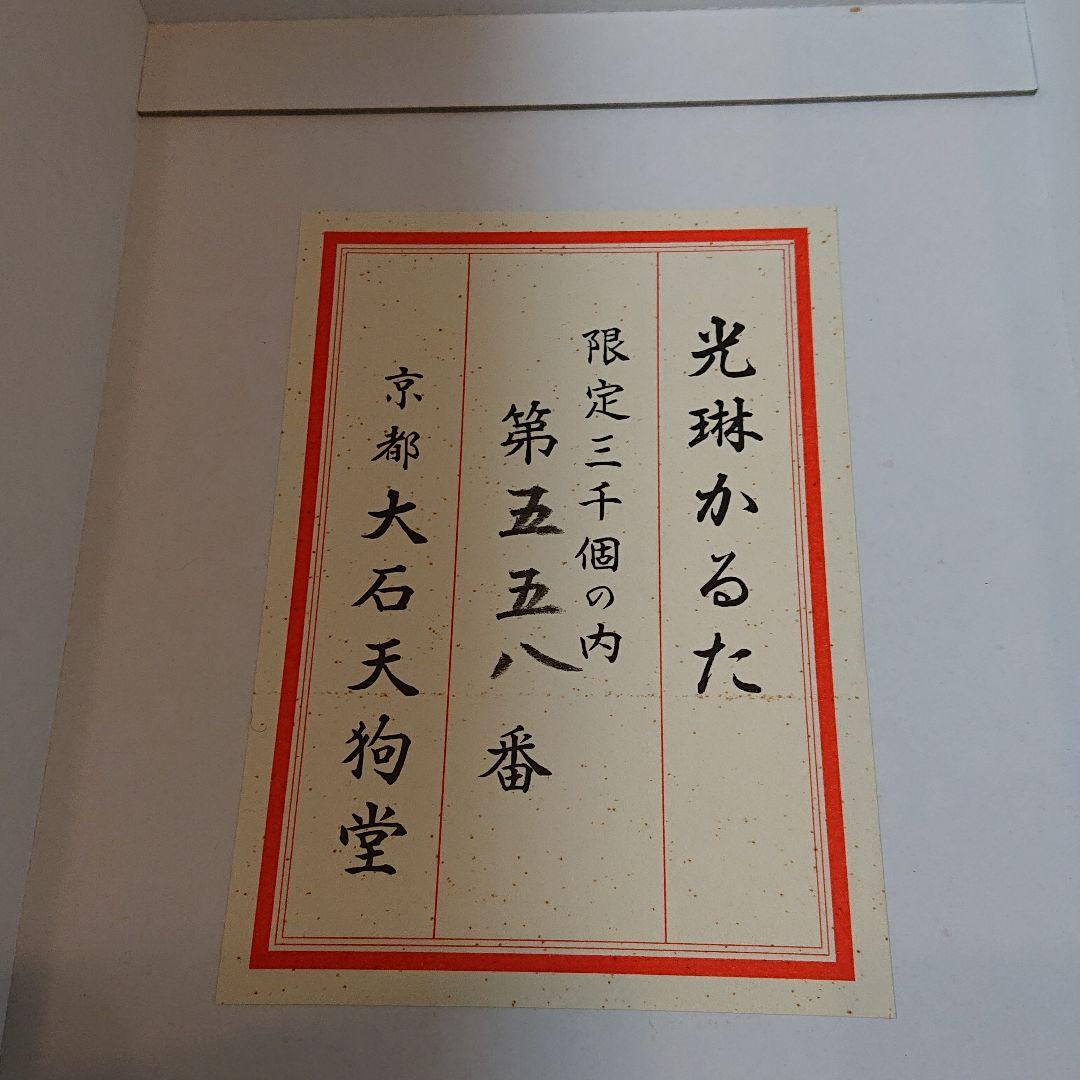 光琳かるた
限定三千個の内
第五五八番
京都大石天狗堂